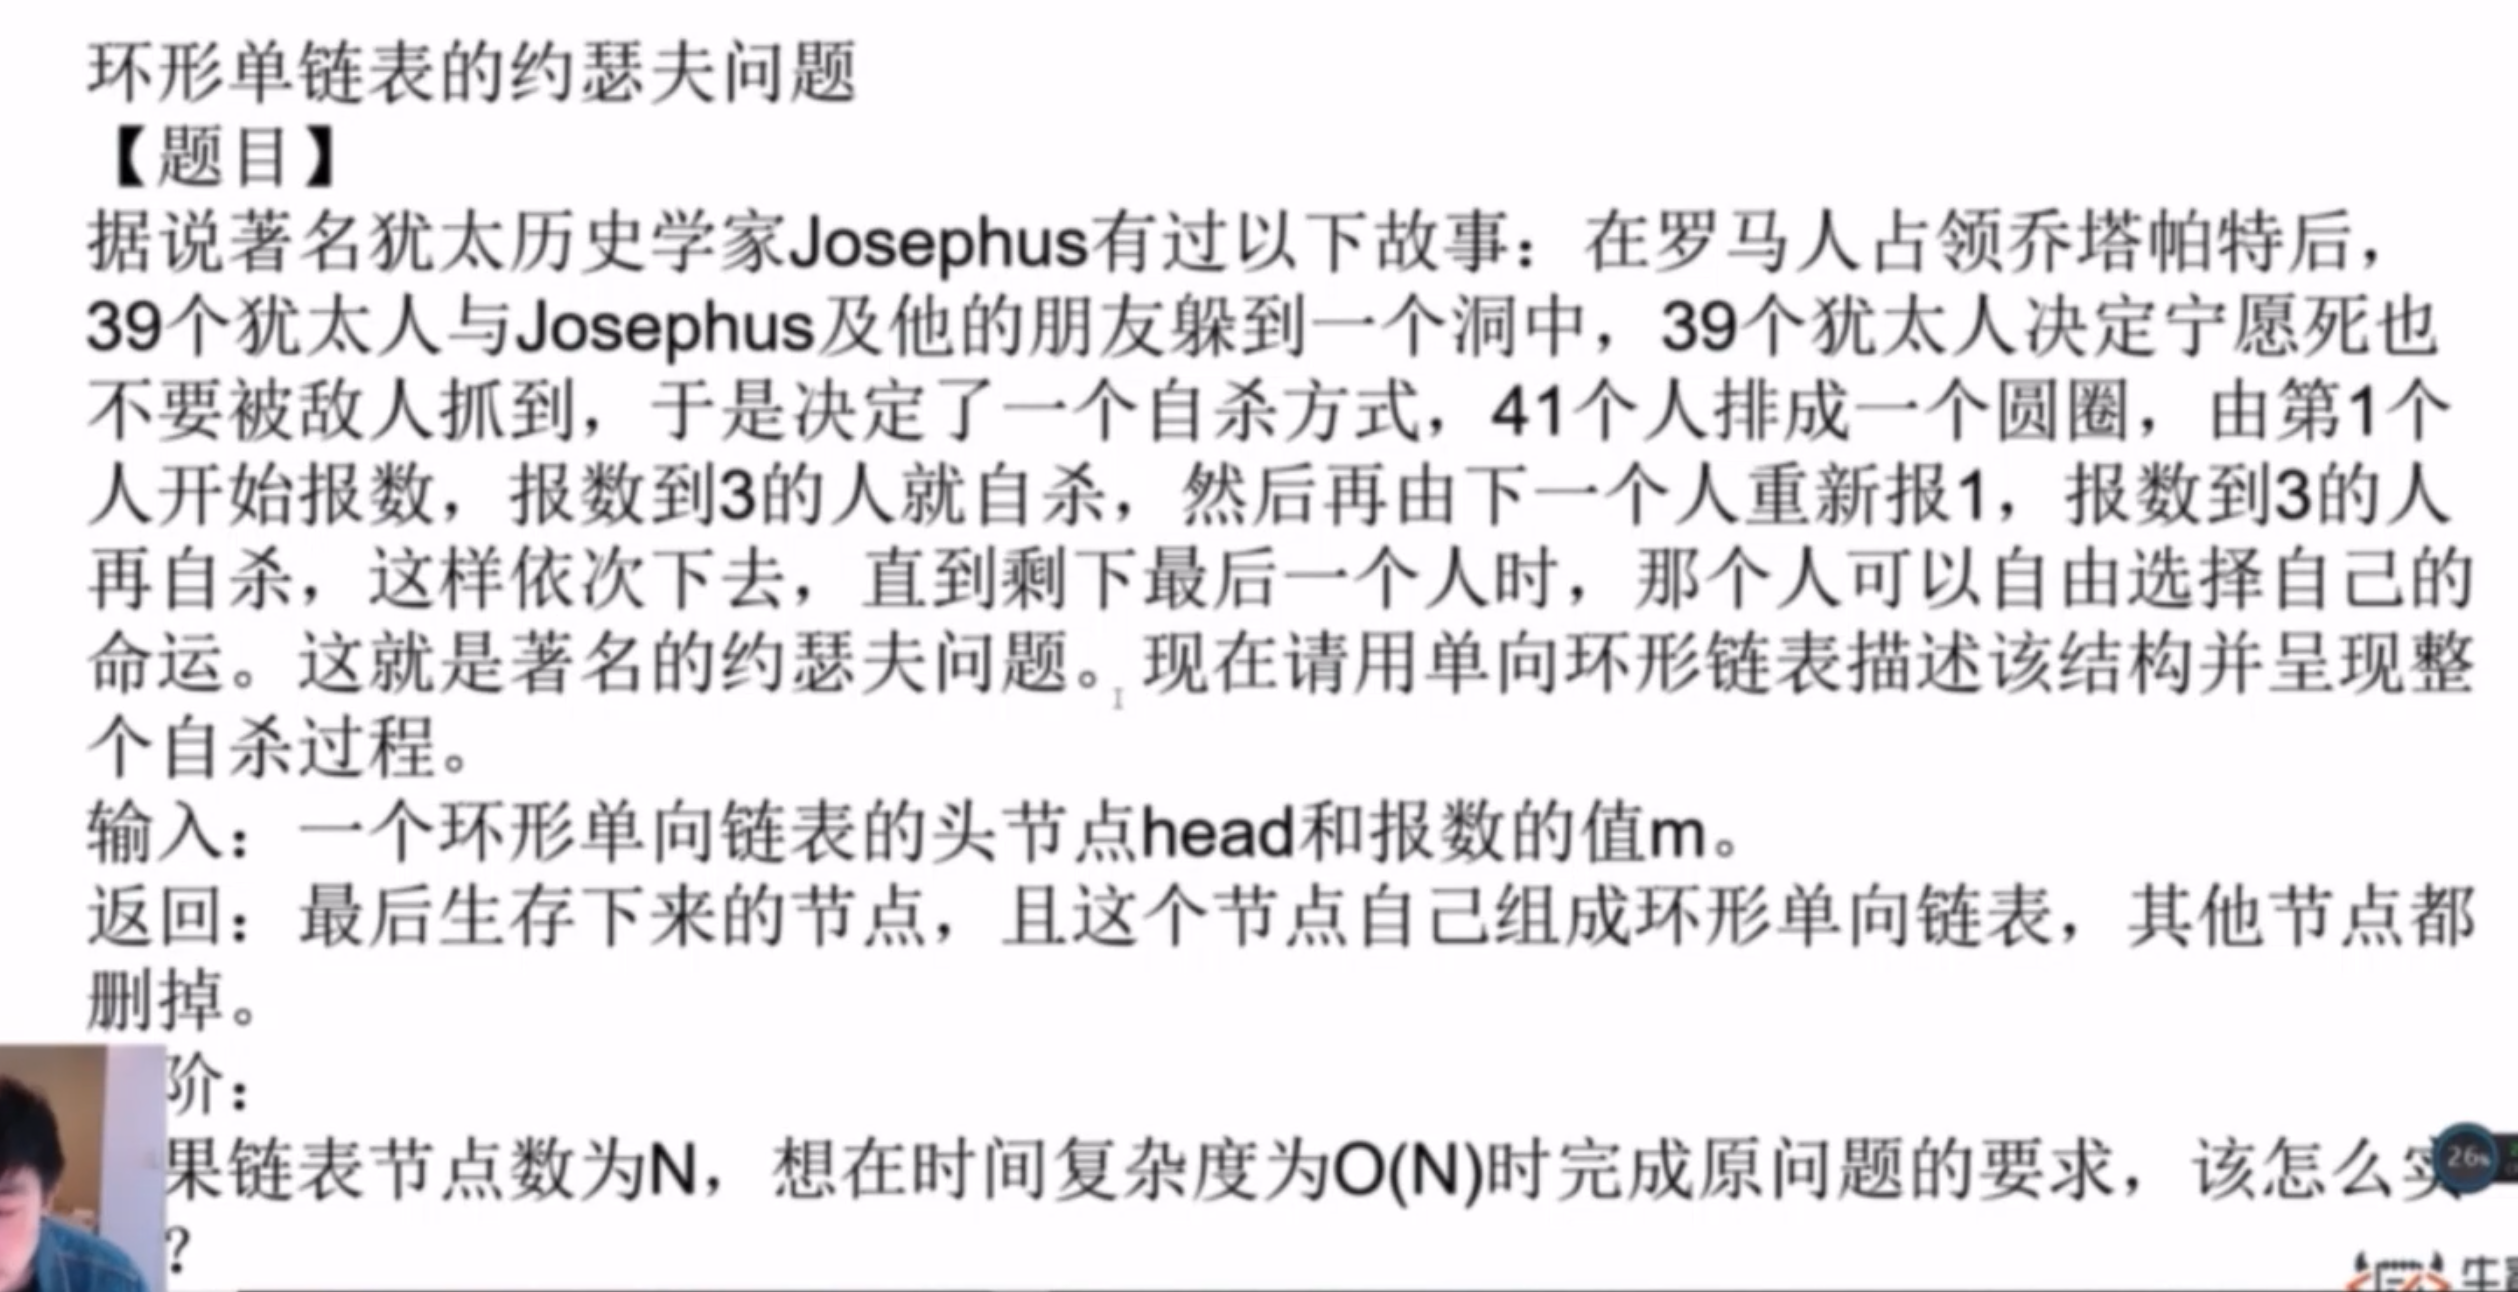 环形单链表的约瑟夫问题
【题目】
据说著名犹太历史学家Josephus有过以下故事：在罗马人占领乔塔帕特后，
39个犹太人与Josephus及他的朋友躲到一个洞中，39个犹太人决定宁愿死也
不要被敌人抓到，于是决定了一个自杀方式，41个人排成一个圆圈，由第1个
人开始报数，报数到3的人就自杀，然后再由下一个人重新报1，报数到3的人
再自杀，这样依次下去，直到剩下最后一个人时，那个人可以自由选择自己的
命运。这就是著名的约瑟夫问题。现在请用单向环形链表描述该结构并呈现整
个自杀过程。
输入：一个环形单向链表的头节点head和报数的值m。
返回：最后生存下来的节点，且这个节点自己组成环形单向链表，其他节点都
删掉。
阶：
果链表节点数为N，想在时间复杂度为O(N)时完成原问题的要求，该怎么实
26%
？
牛